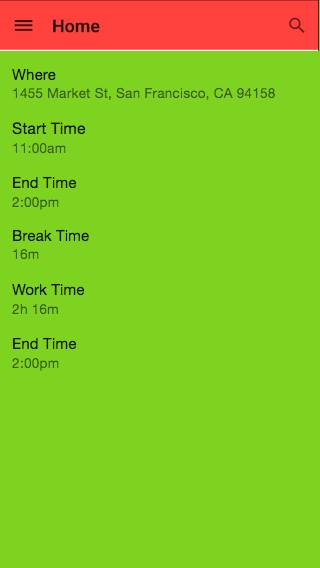 Home
Where
1455 Market St, San Francisco, CA 94158
Start Time
11:00am
End Time
2:00pm
Break Time
16m
Work Time
2h 16m
End Time
2:00pm